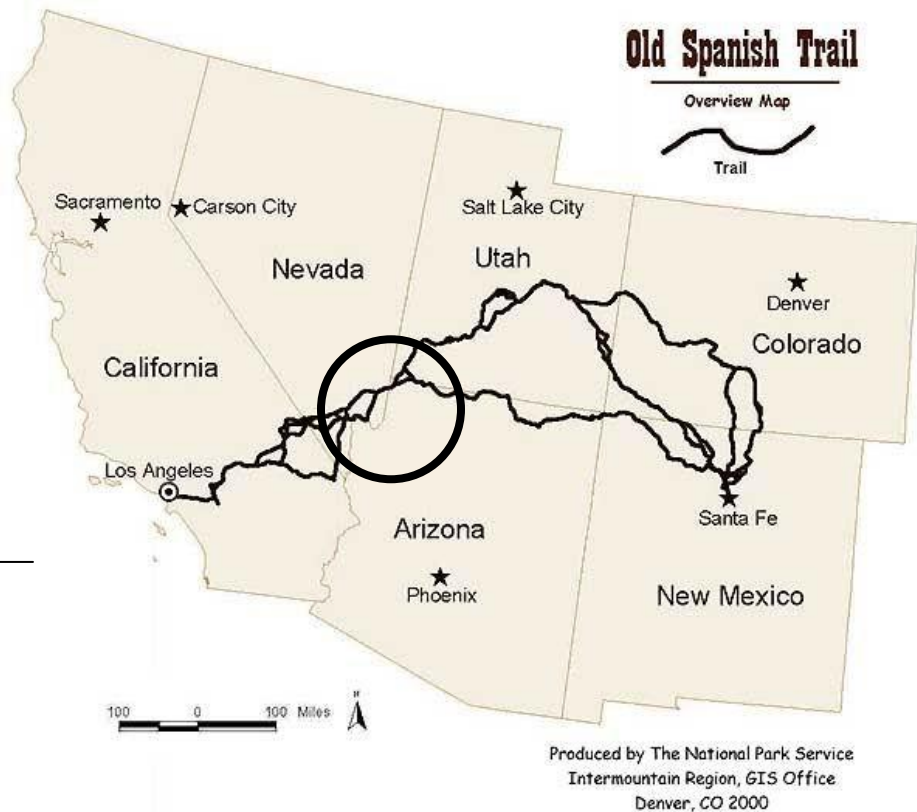 Old Spanish Trail
Overview Map
Trail
Sacramento
Carson City
Salt Lake City
Nevada
Utah
Denver
Colorado
California
Los Angeles
Arizona
Santa Fe
Phoenix
New Mexico
N
100 0 100 Miles
Produced by The National Park Service
Intermountain Region, GIS Office
Denver, CO 2000